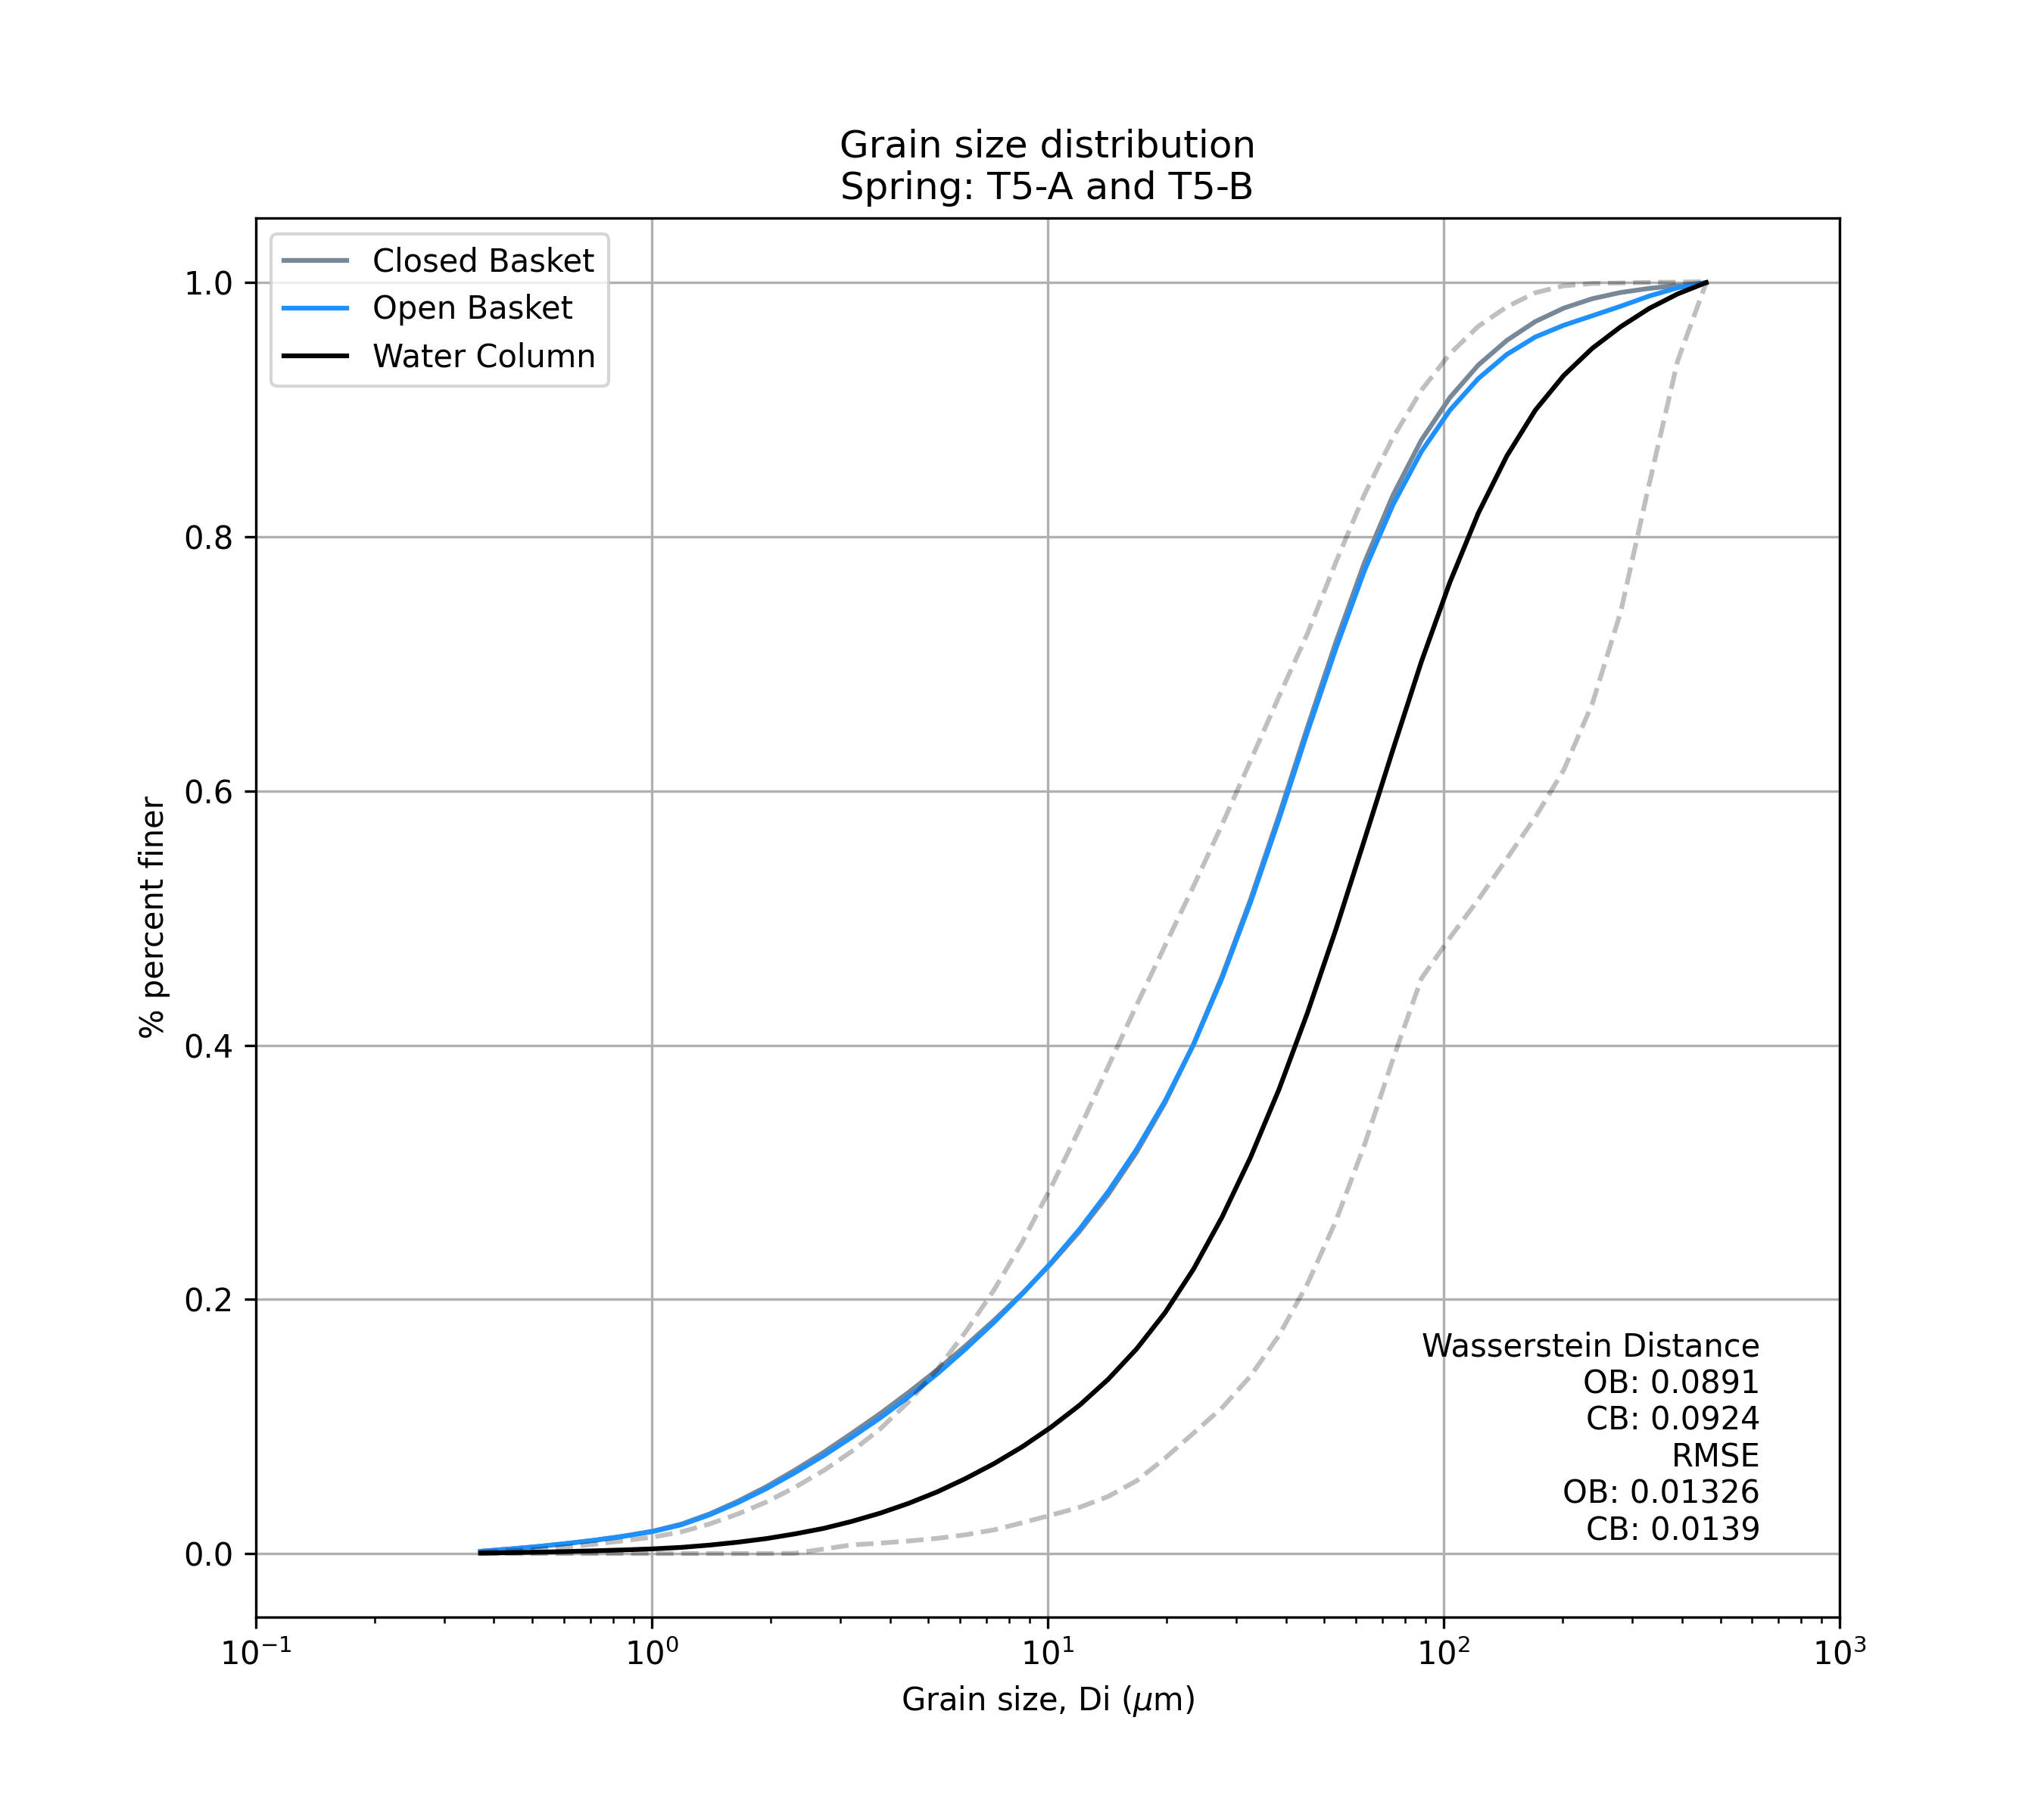 Grain size distribution
Spring: T5-A and T5-B
Closed Basket
Open Basket
Water Column
1.0
0.8
0.6
0.4
0.2
0.0
% percent finer
Wasserstein Distance
OB: 0.0891
CB: 0.0924
RMSE
OB: 0.01326
CB: 0.0139
10⁻¹ 10⁰ 10¹ 10² 10³
Grain size, Di (μm)